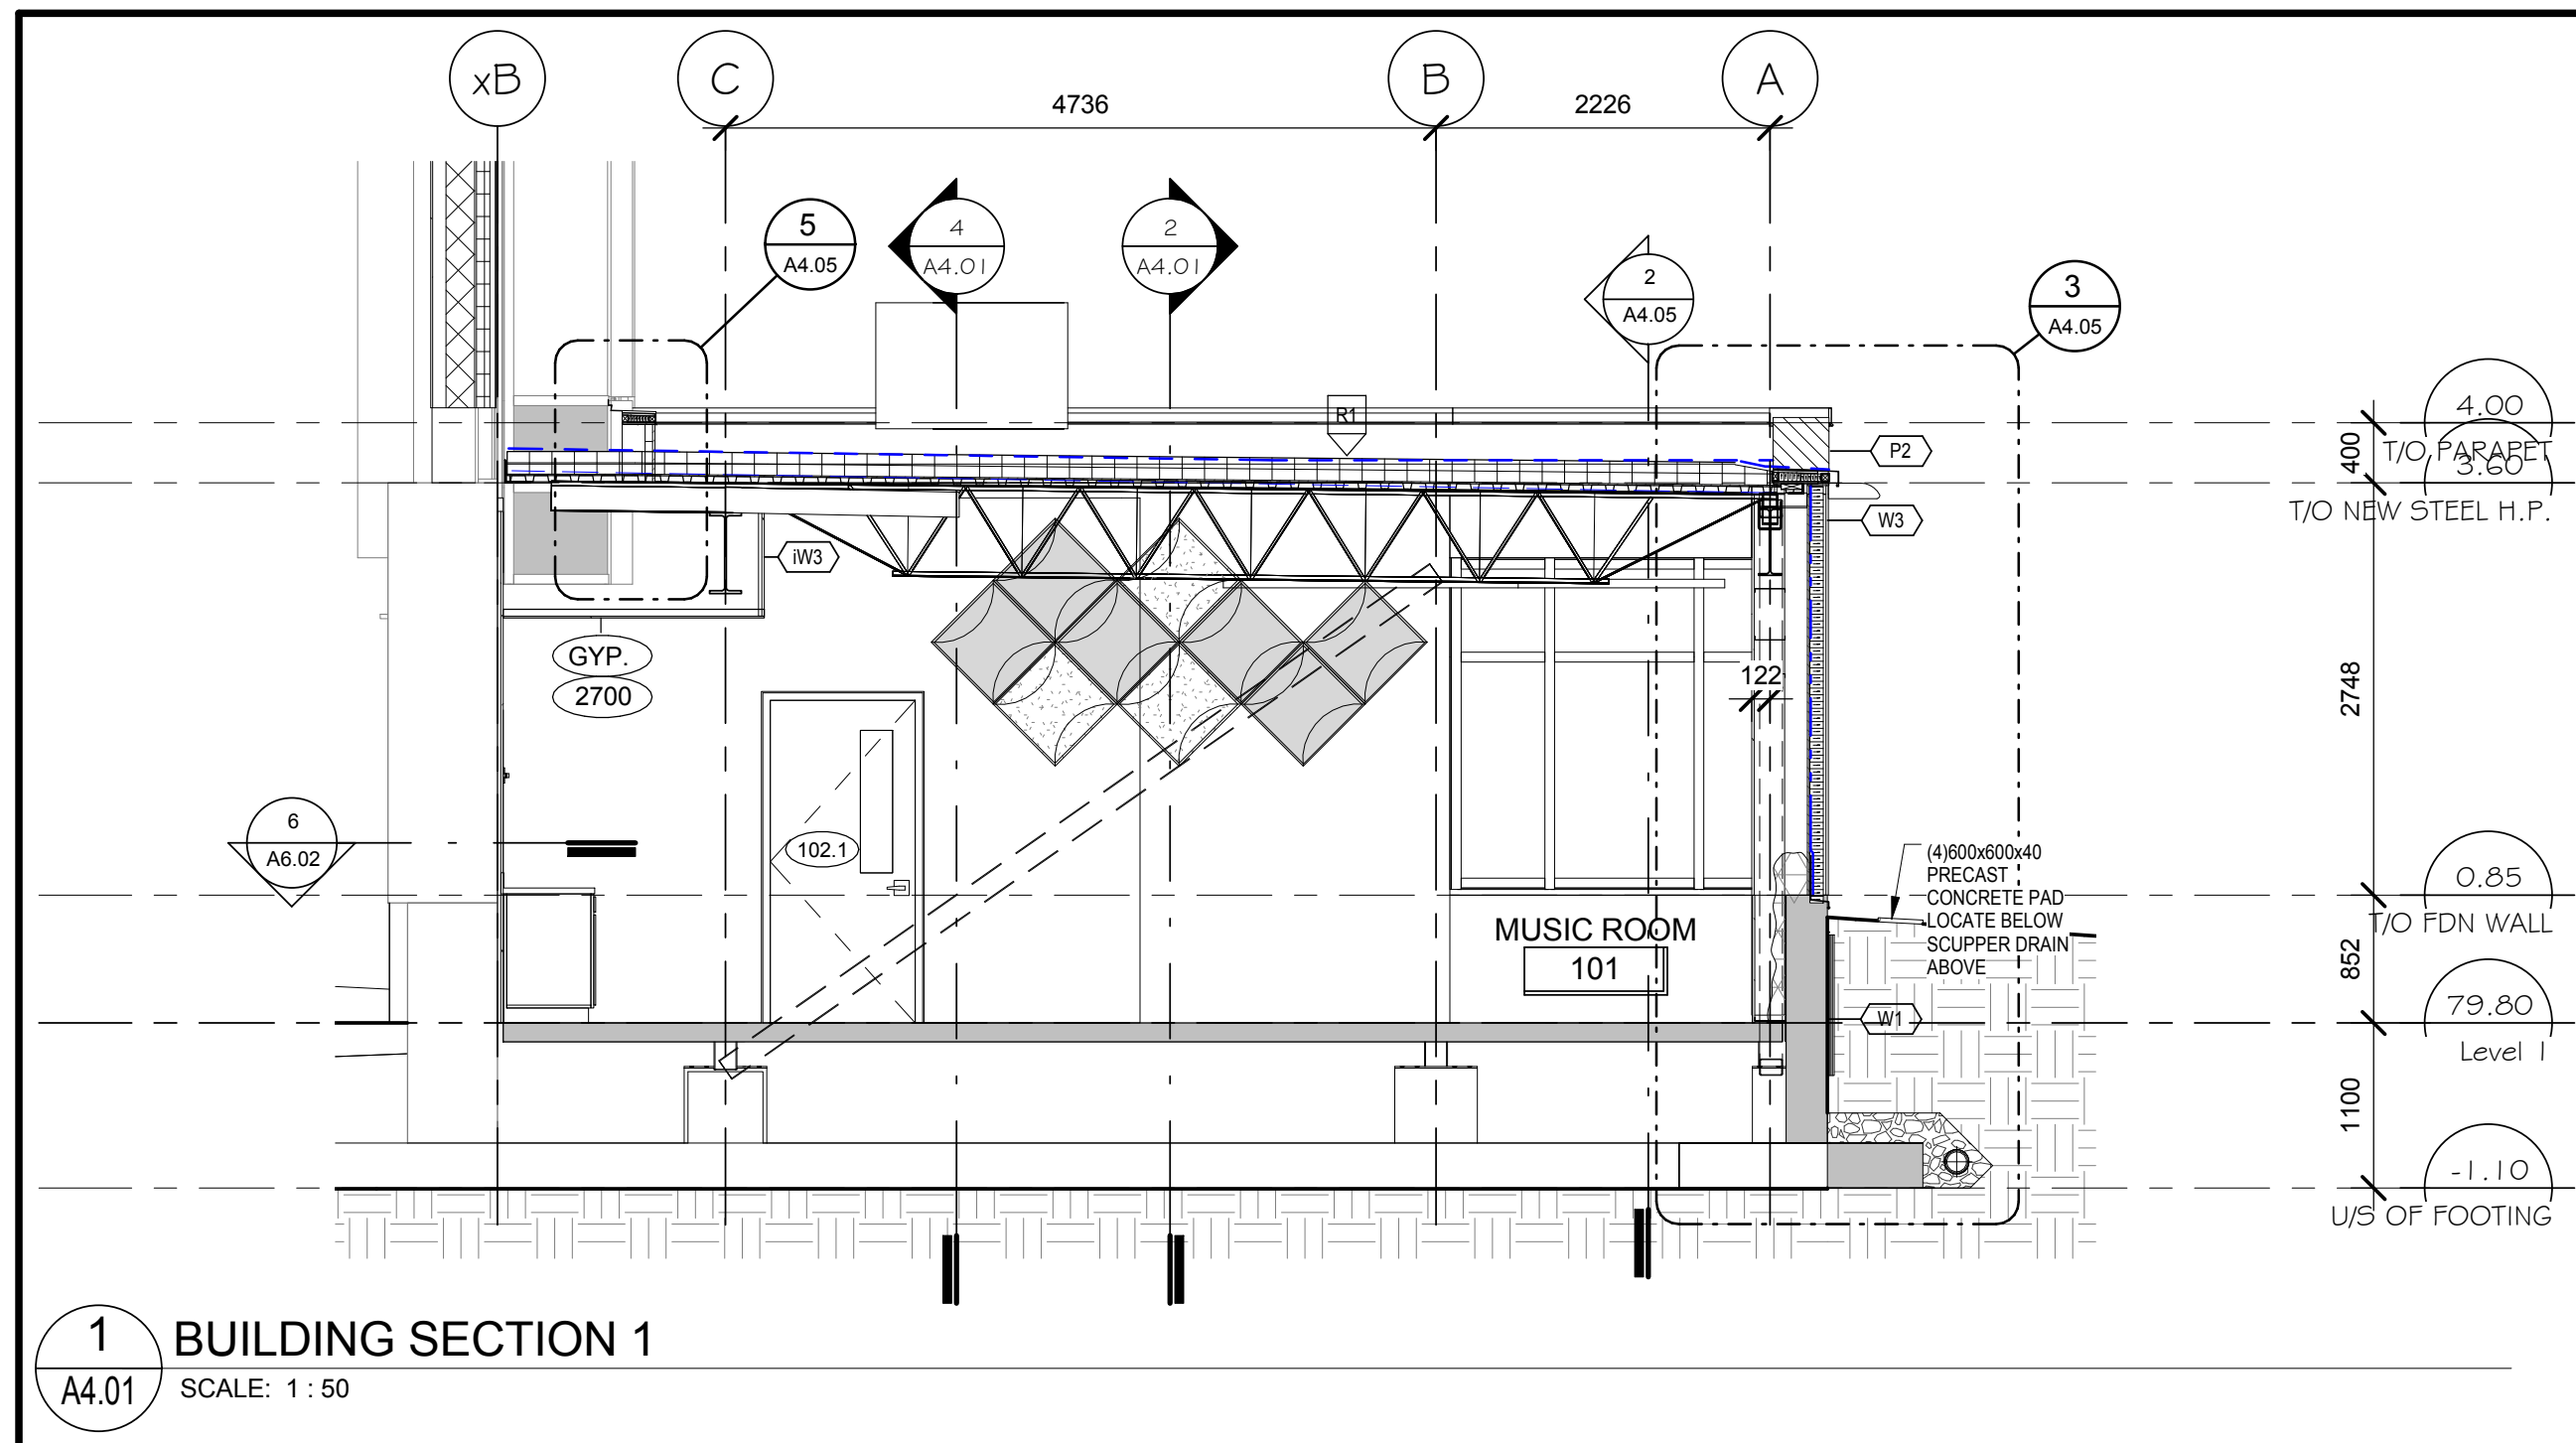 xB
C
B
A
4736
2226
5
A4.05
4
A4.01
2
A4.01
2
A4.05
3
A4.05
R1
P2
W3
iW3
4.00
T/O PARAPET
400
3.60
T/O NEW STEEL H.P.
GYP.
2700
122
2748
102.1
6
A6.02
(4)600x600x40
PRECAST
CONCRETE PAD
LOCATE BELOW
SCUPPER DRAIN
ABOVE
0.85
T/O FDN WALL
MUSIC ROOM
101
852
W1
79.80
Level 1
1100
-1.10
U/S OF FOOTING
1
A4.01
BUILDING SECTION 1
SCALE: 1 : 50